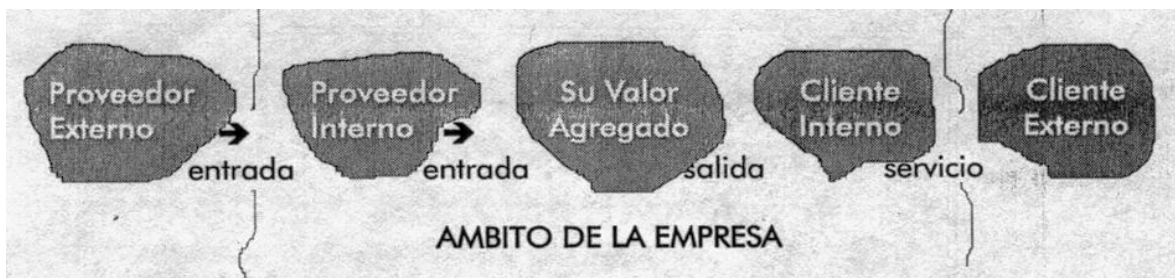 Proveedor
Externo
entrada
Proveedor
Interno
entrada
Su Valor
Agregado
salida
Cliente
Interno
servicio
Cliente
Externo
AMBITO DE LA EMPRESA